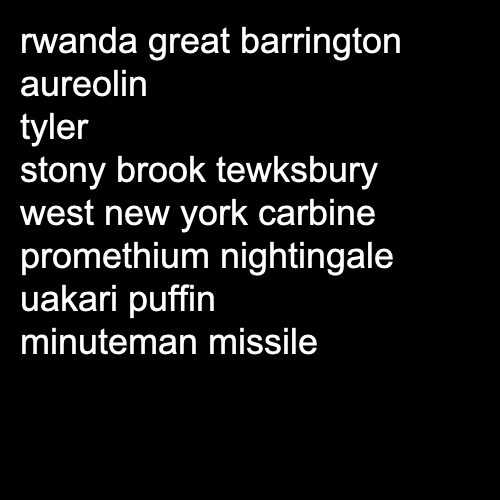 rwanda great barrington
aureolin
tyler
stony brook tewksbury
west new york carbine
promethium nightingale
uakari puffin
minuteman missile